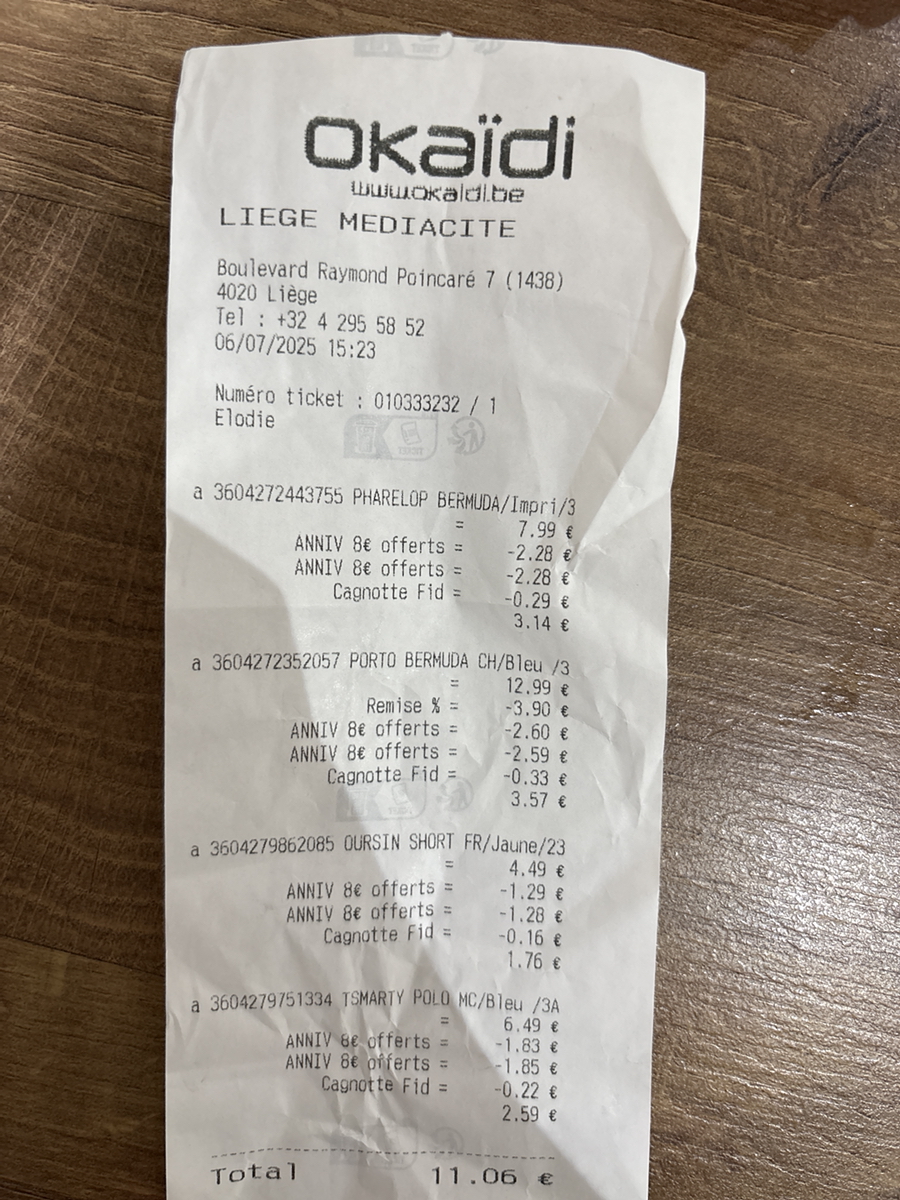 okaïdi
www.okaidi.be
LIEGE MEDIACITE
Boulevard Raymond Poincaré 7 (1438)
4020 Liège
Tel : +32 4 295 58 52
06/07/2025 15:23
Numéro ticket : 010333232 / 1
Elodie
a 3604272443755 PHARELOP BERMUDA/Impri/3
= 7.99 €
ANNIV 8€ offerts = -2.28 €
ANNIV 8€ offerts = -2.28 €
Cagnotte Fid = -0.29 €
3.14 €
a 3604272352057 PORTO BERMUDA CH/Bleu /3
= 12.99 €
Remise % = -3.90 €
ANNIV 8€ offerts = -2.60 €
ANNIV 8€ offerts = -2.59 €
Cagnotte Fid = -0.33 €
3.57 €
a 3604279862085 OURSIN SHORT FR/Jaune/23
= 4.49 €
ANNIV 8€ offerts = -1.29 €
ANNIV 8€ offerts = -1.28 €
Cagnotte Fid = -0.16 €
1.76 €
a 3604279751334 TSMARTY POLO MC/Bleu /3A
= 6.49 €
ANNIV 8€ offerts = -1.83 €
ANNIV 8€ offerts = -1.85 €
Cagnotte Fid = -0.22 €
2.59 €
Total 11.06 €